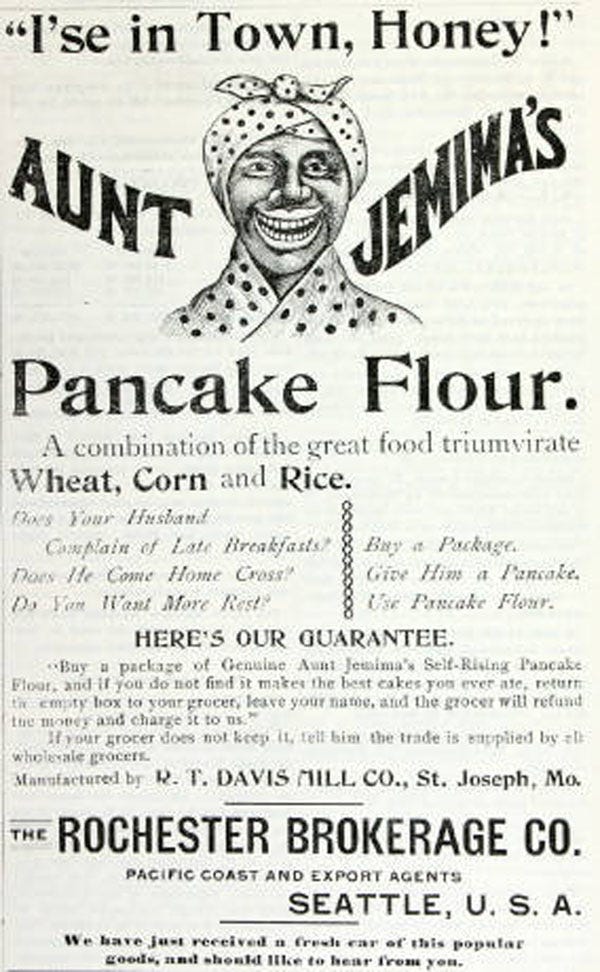 "I'se in Town, Honey!"
AUNT JEMIMA'S
Pancake Flour.
A combination of the great food triumvirate
Wheat, Corn and Rice.
Does Your Husband
Complain of Late Breakfasts? Buy a Package.
Does He Come Home Cross? Give Him a Pancake.
Do You Want More Rest? Use Pancake Flour.
HERE'S OUR GUARANTEE.
"Buy a package of Genuine Aunt Jemima's Self-Rising Pancake
Flour, and if you do not find it makes the best cakes you ever ate, return
the empty box to your grocer, leave your name, and the grocer will refund
the money and charge it to us."
If your grocer does not keep it, tell him the trade is supplied by all
wholesale grocers.
Manufactured by R. T. DAVIS MILL CO., St. Joseph, Mo.
THE ROCHESTER BROKERAGE CO.
PACIFIC COAST AND EXPORT AGENTS
SEATTLE, U. S. A.
We have just received a fresh car of this popular
goods, and should like to hear from you.